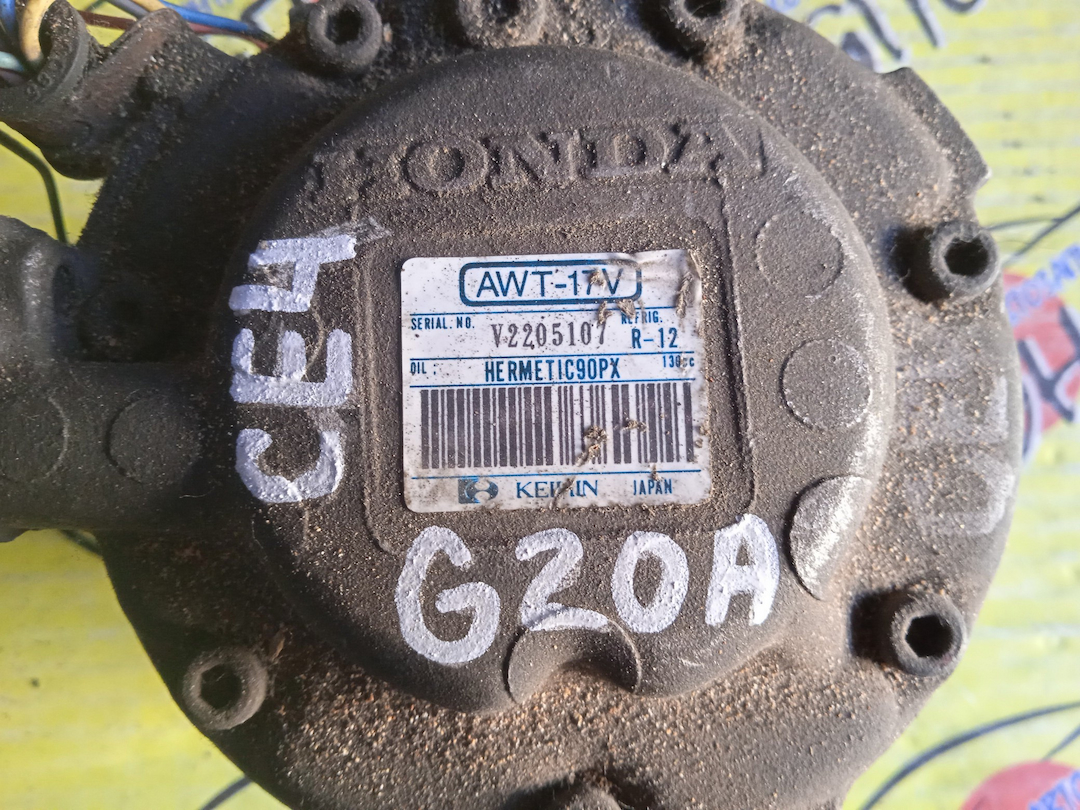 HONDA
AWT-17V
SERIAL. NO. V2205107 REFRIG. R-12
OIL HERMETIC90PX 130cc
KEIHIN JAPAN
CE4
G20A